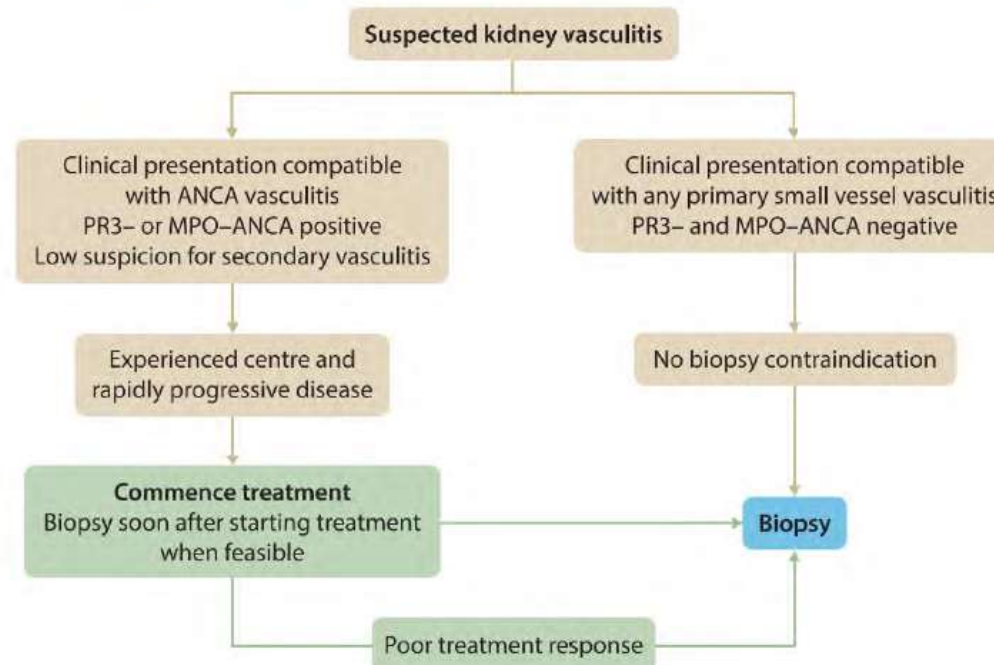 Suspected kidney vasculitis
Clinical presentation compatible
with ANCA vasculitis
PR3– or MPO–ANCA positive
Low suspicion for secondary vasculitis
Clinical presentation compatible
with any primary small vessel vasculitis
PR3– and MPO–ANCA negative
Experienced centre and
rapidly progressive disease
No biopsy contraindication
Commence treatment
Biopsy soon after starting treatment
when feasible
Biopsy
Poor treatment response